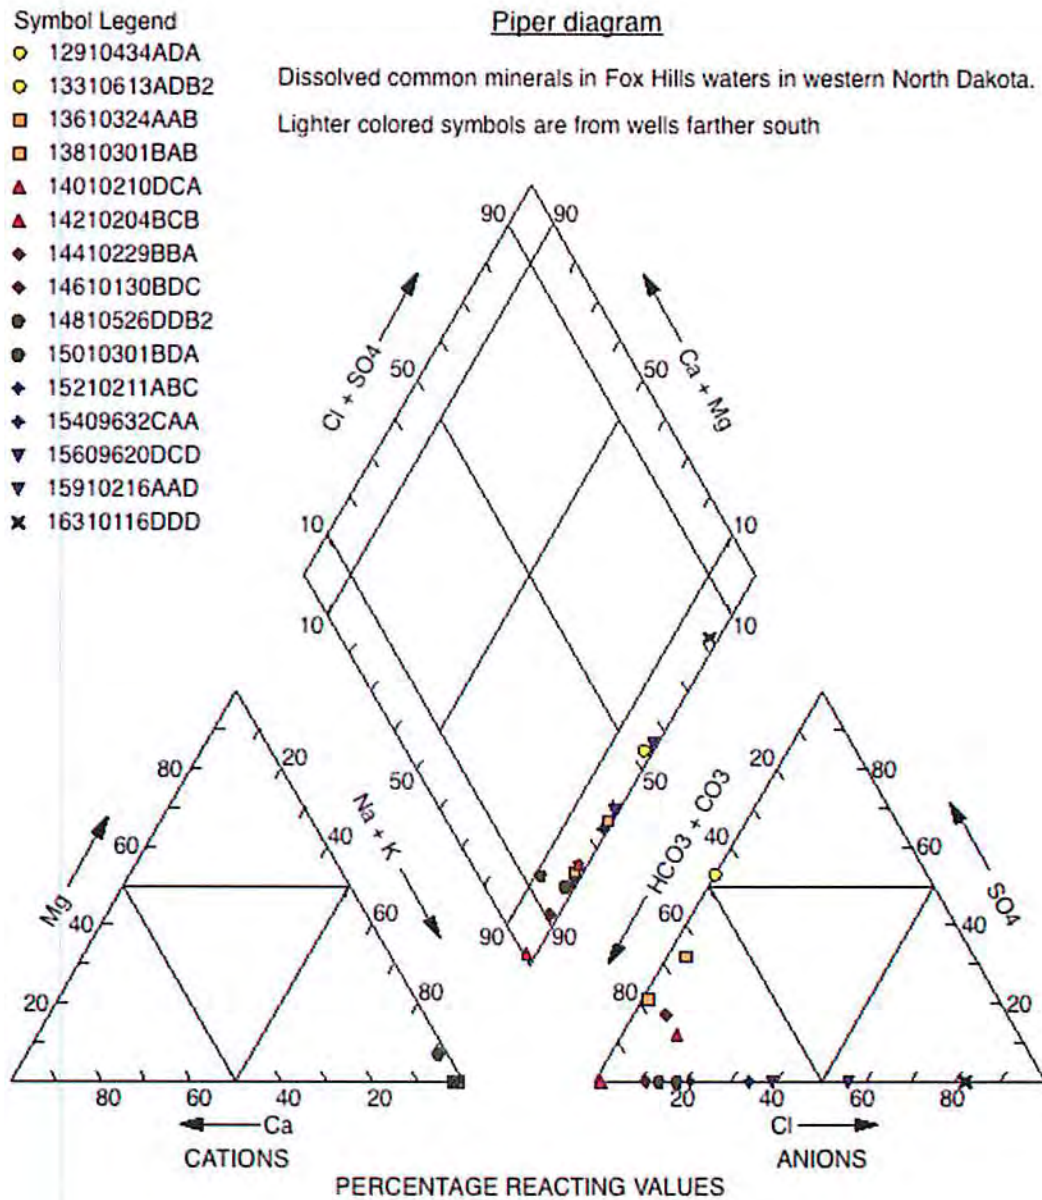 Symbol Legend
12910434ADA
13310613ADB2
13610324AAB
13810301BAB
14010210DCA
14210204BCB
14410229BBA
14610130BDC
14810526DDB2
15010301BDA
15210211ABC
15409632CAA
15609620DCD
15910216AAD
16310116DDD
Piper diagram
Dissolved common minerals in Fox Hills waters in western North Dakota.
Lighter colored symbols are from wells farther south
90 90
Cl + SO4
Ca + Mg
50 50
10 10
10 10
50 50
90 90
Mg
Na + K
80 20
60 40
40 60
20 80
80 60 40 20
Ca
CATIONS
HCO3 + CO3
SO4
20 80
40 60
60 40
80 20
20 40 60 80
Cl
ANIONS
PERCENTAGE REACTING VALUES